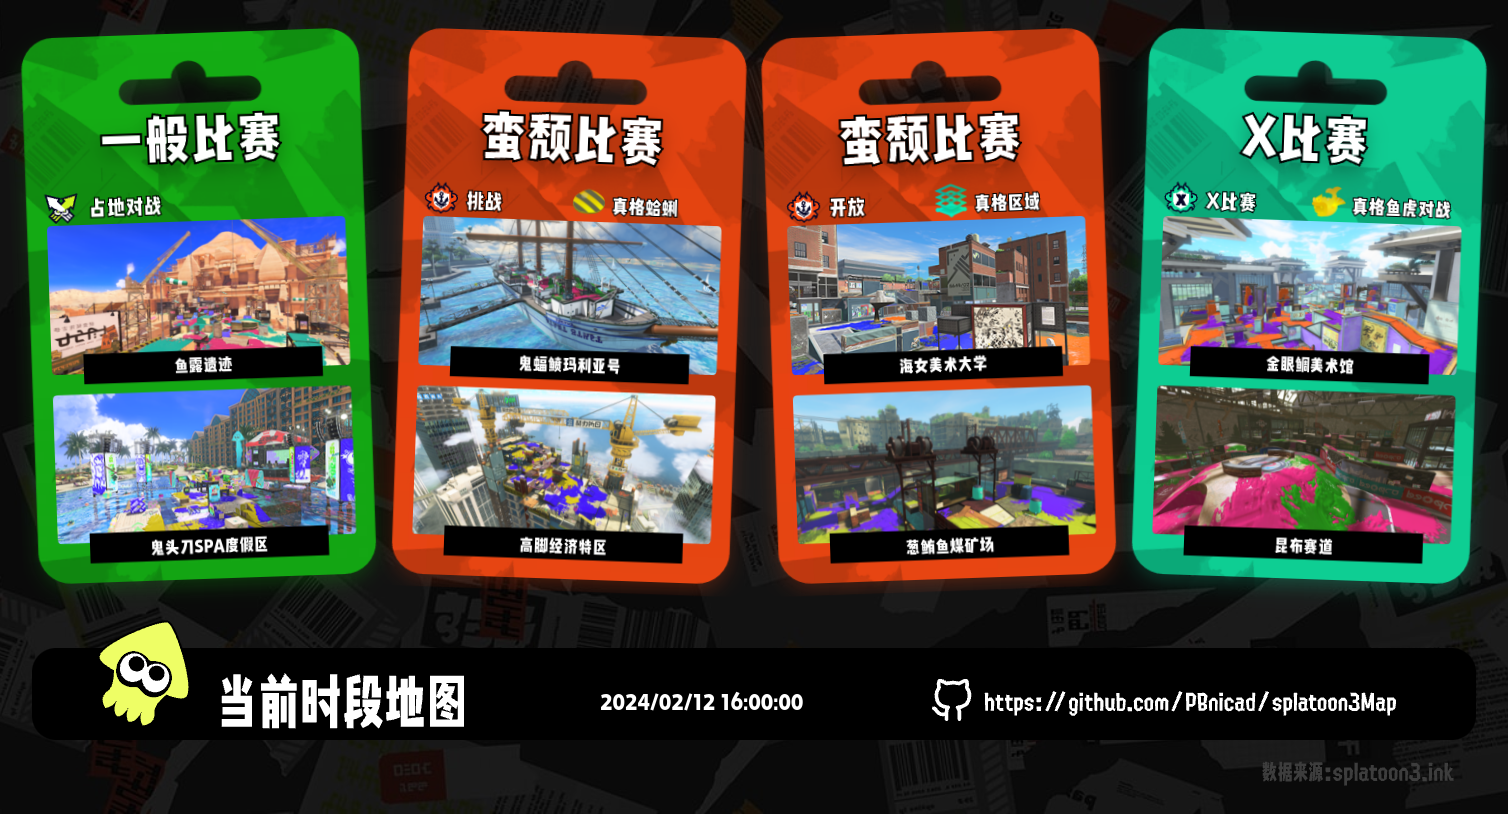 一般比赛
占地对战
鱼露遗迹
鬼头刀SPA度假区
蛮颓比赛
挑战
真格蛤蜊
鬼蝠鲼玛利亚号
高脚经济特区
蛮颓比赛
开放
真格区域
海女美术大学
葱鲔鱼煤矿场
X比赛
X比赛
真格鱼虎对战
金眼鲷美术馆
昆布赛道
当前时段地图
2024/02/12 16:00:00
https://github.com/PBnicad/splatoon3Map
数据来源:splatoon3.ink